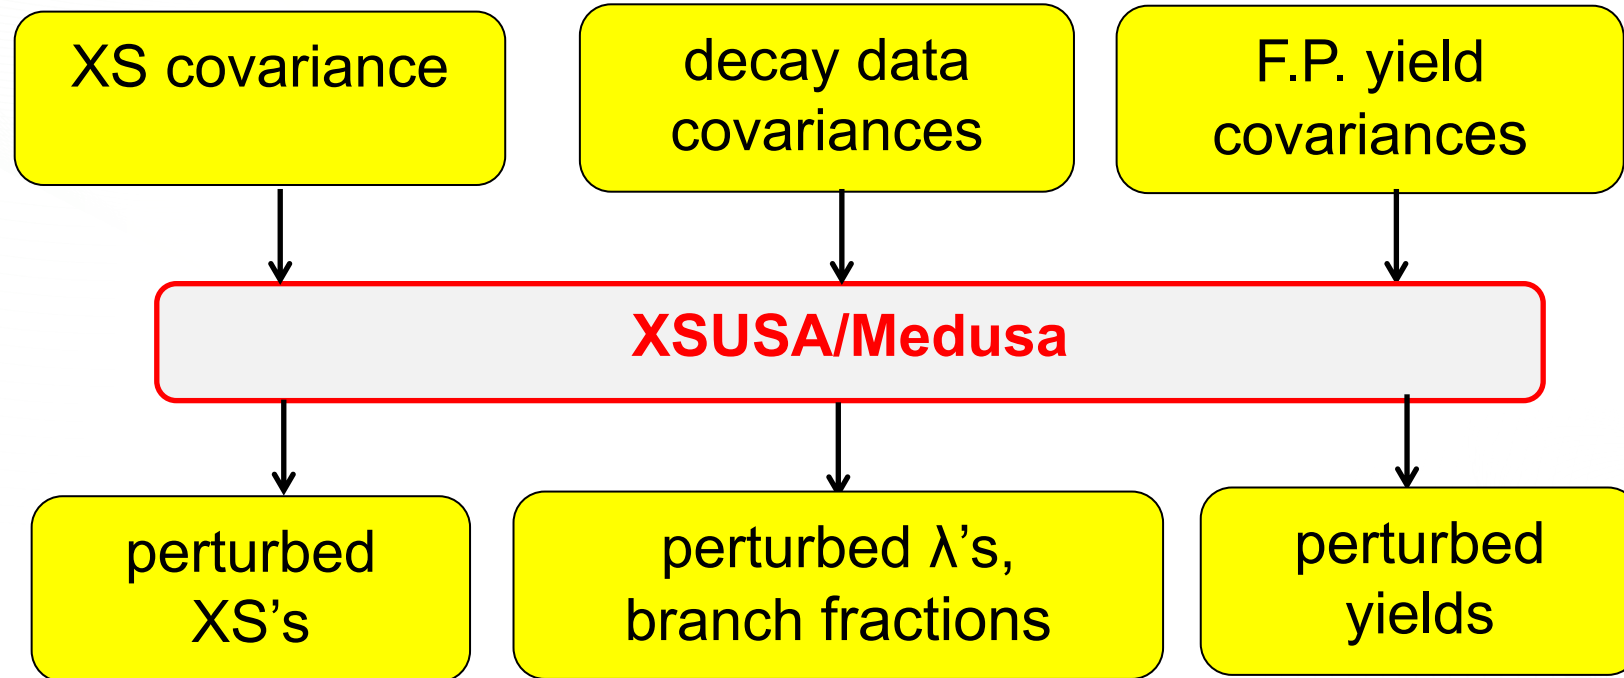 XS covariance
decay data
covariances
F.P. yield
covariances
XSUSA/Medusa
perturbed
XS’s
perturbed λ’s,
branch fractions
perturbed
yields